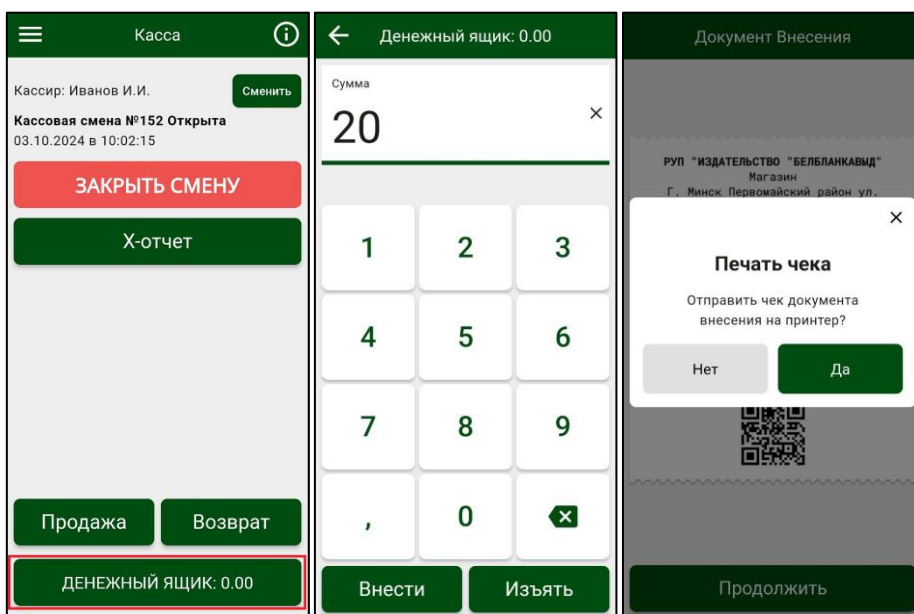 Касса
Кассир: Иванов И.И.
Сменить
Кассовая смена №152 Открыта
03.10.2024 в 10:02:15
ЗАКРЫТЬ СМЕНУ
Х-отчет
Продажа
Возврат
ДЕНЕЖНЫЙ ЯЩИК: 0.00
Денежный ящик: 0.00
Сумма
20
1
2
3
4
5
6
7
8
9
,
0
Внести
Изъять
Документ Внесения
РУП "ИЗДАТЕЛЬСТВО "БЕЛБЛАНКАВЫД"
Магазин
Г. Минск Первомайский район ул.
Печать чека
Отправить чек документа
внесения на принтер?
Нет
Да
Продолжить